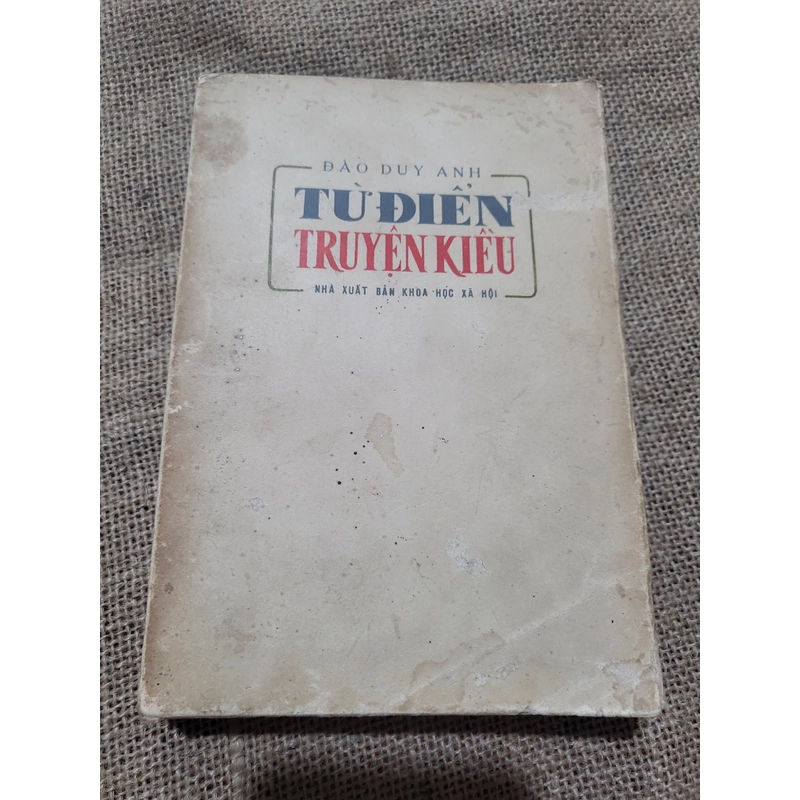 ĐÀO DUY ANH
TỪ ĐIỂN
TRUYỆN KIỀU
NHÀ XUẤT BẢN KHOA HỌC XÃ HỘI